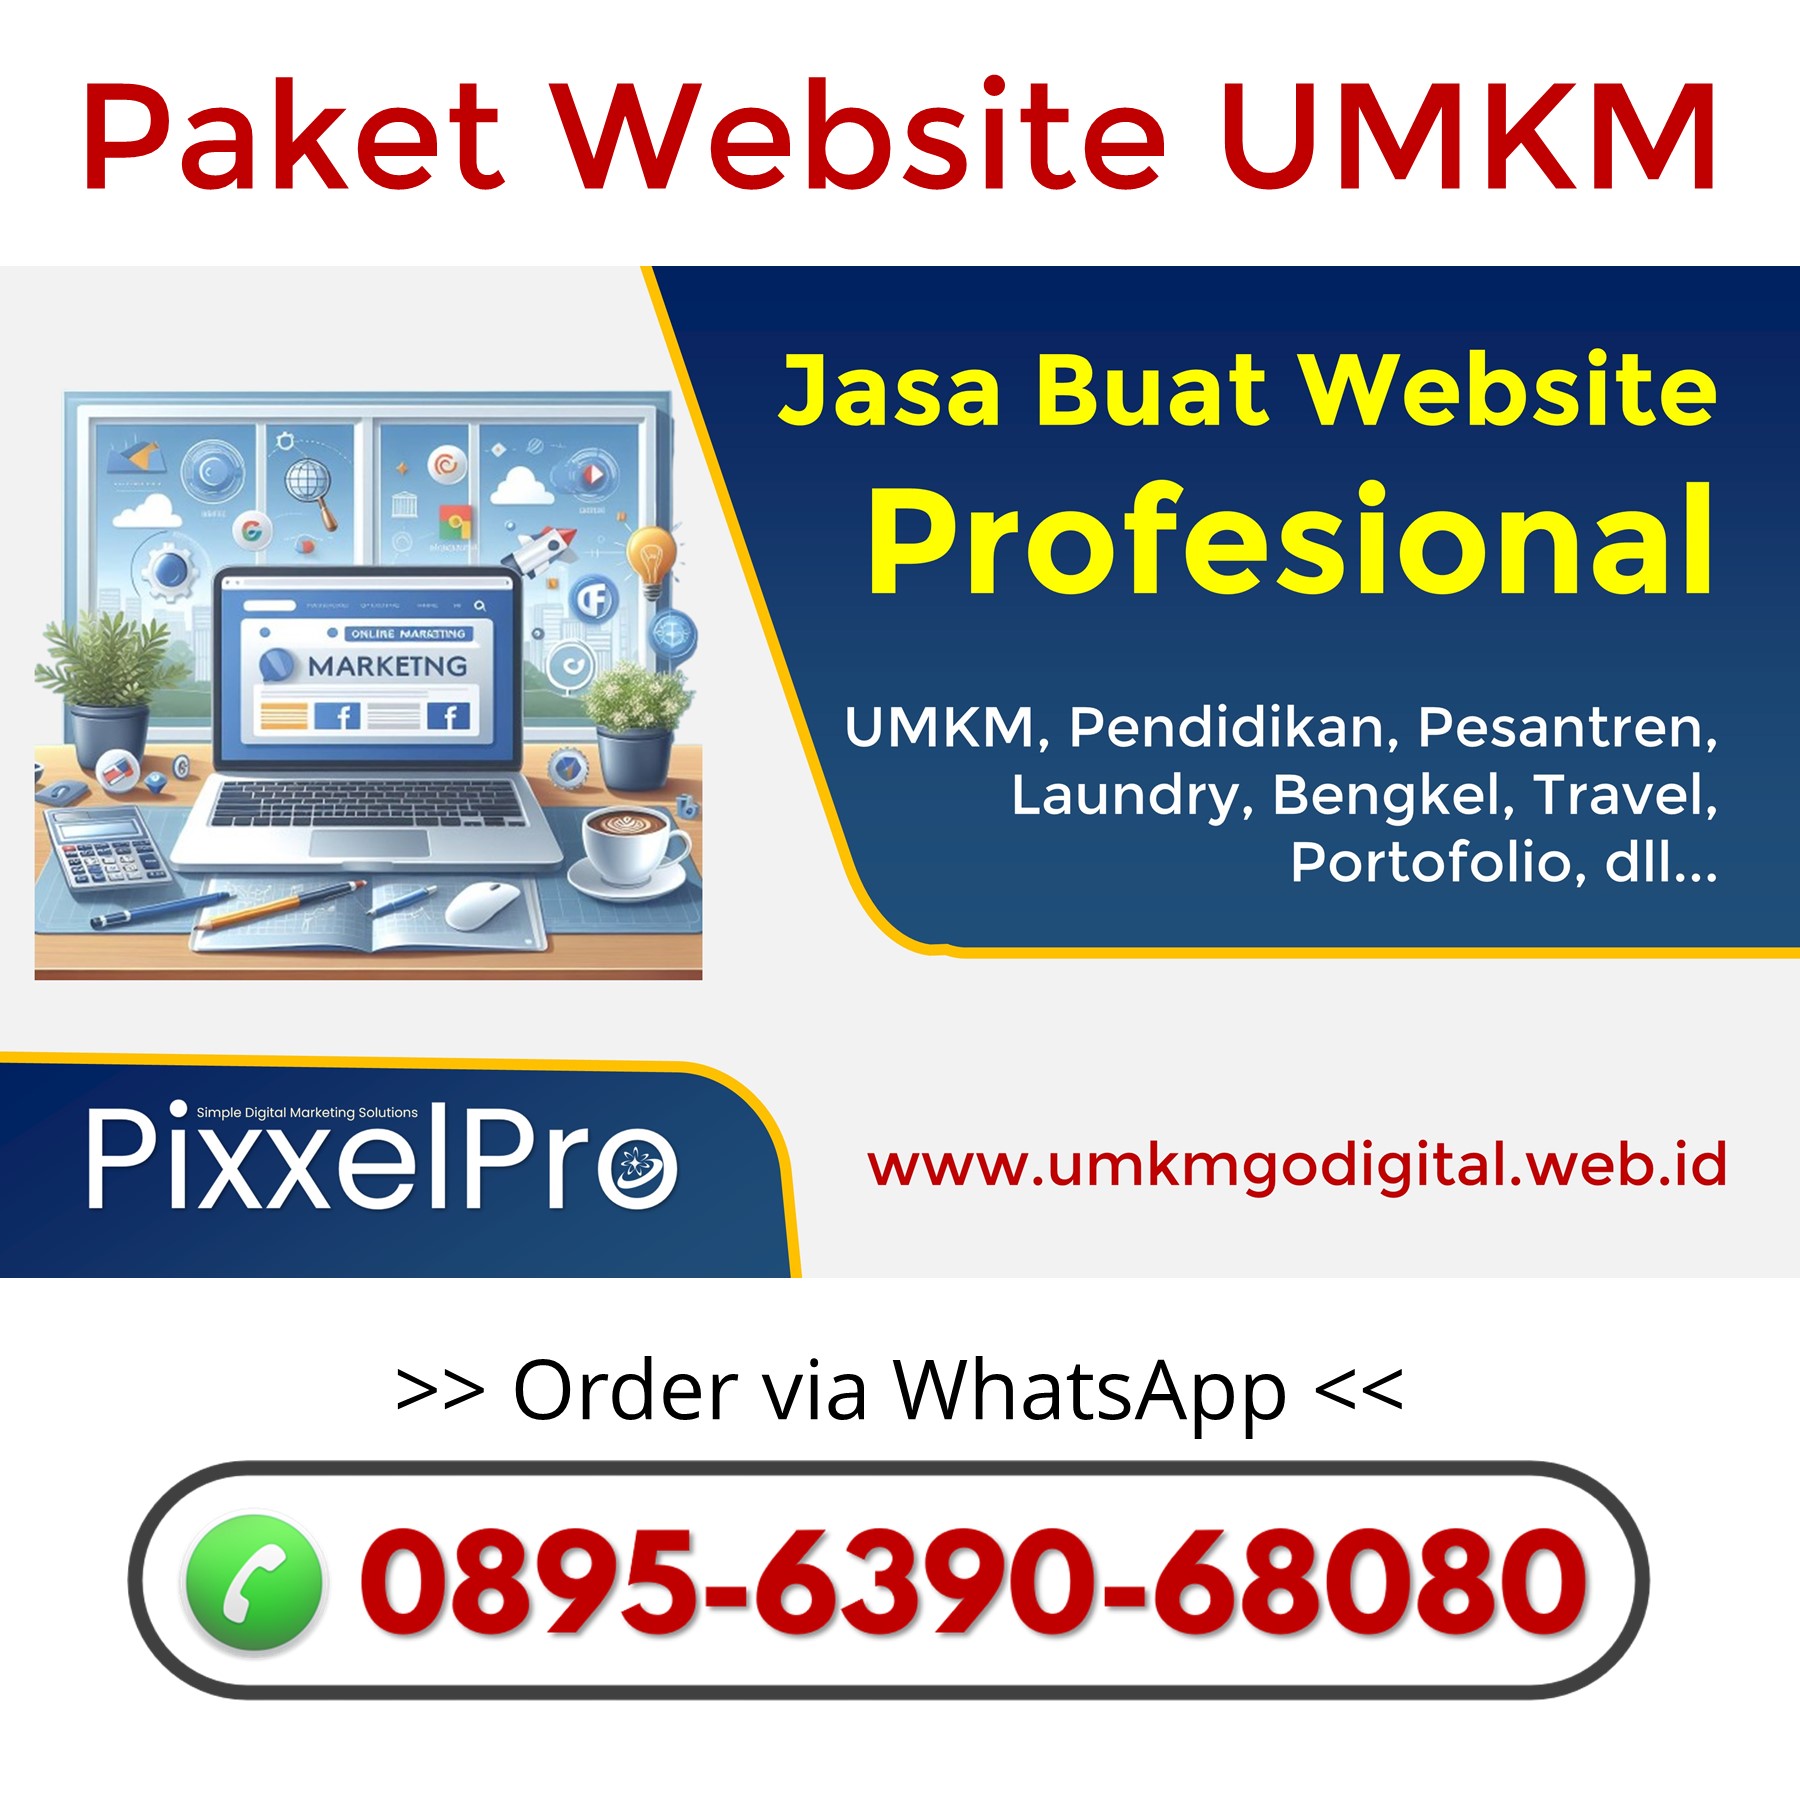 Paket Website UMKM
Jasa Buat Website
Profesional
ONLINE MARKETING
MARKETNG
UMKM, Pendidikan, Pesantren,
Laundry, Bengkel, Travel,
Portofolio, dll...
Simple Digital Marketing Solutions
PixxelPro
www.umkmgodigital.web.id
>> Order via WhatsApp <<
0895-6390-68080